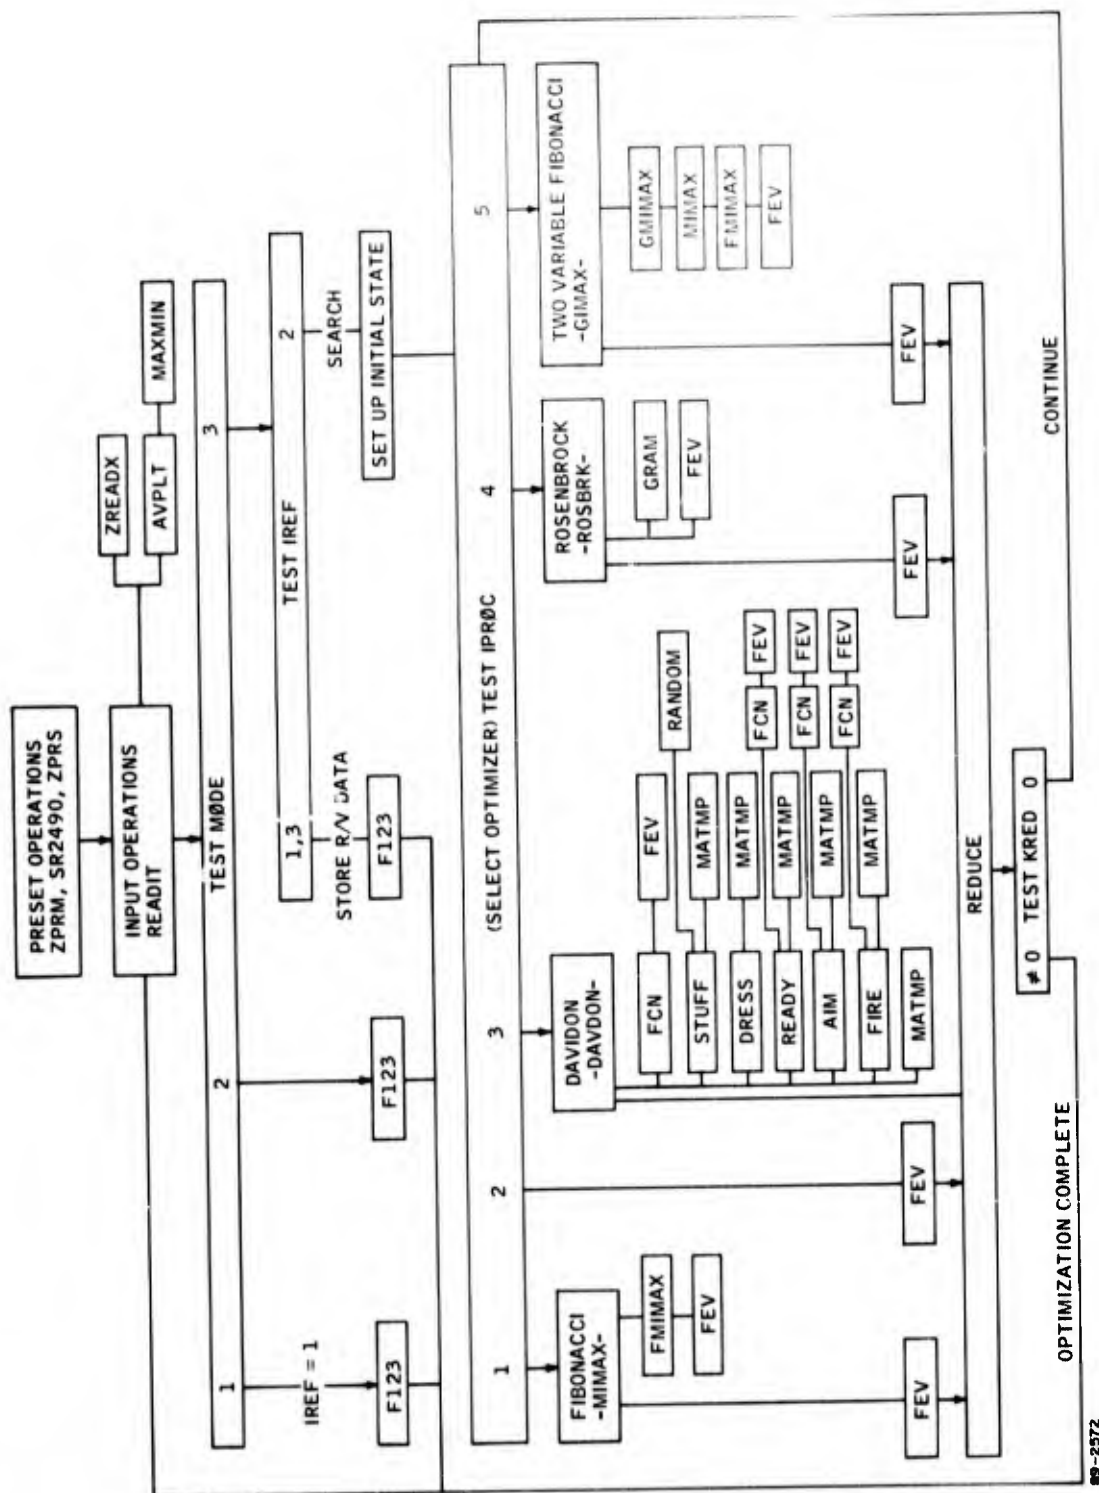 PRESET OPERATIONS
ZPRM, SR2490, ZPRS
INPUT OPERATIONS
READIT
ZREADX
AVPLT
MAXMIN
TEST MØDE
1
2
3
IREF = 1
F123
F123
TEST IREF
1,3
2
STORE R/V DATA
F123
SEARCH
SET UP INITIAL STATE
(SELECT OPTIMIZER) TEST IPRØC
1
2
3
4
5
FIBONACCI
-MIMAX-
FMIMAX
FEV
FEV
FEV
DAVIDON
-DAVDON-
FCN
FEV
STUFF
RANDOM
MATMP
DRESS
MATMP
READY
FCN
FEV
MATMP
AIM
FCN
FEV
MATMP
FIRE
FCN
FEV
MATMP
MATMP
ROSENBROCK
-ROSBRK-
GRAM
FEV
FEV
TWO VARIABLE FIBONACCI
-GIMAX-
GMIMAX
MIMAX
FMIMAX
FEV
FEV
REDUCE
≠ 0 TEST KRED 0
OPTIMIZATION COMPLETE
CONTINUE
89-2572